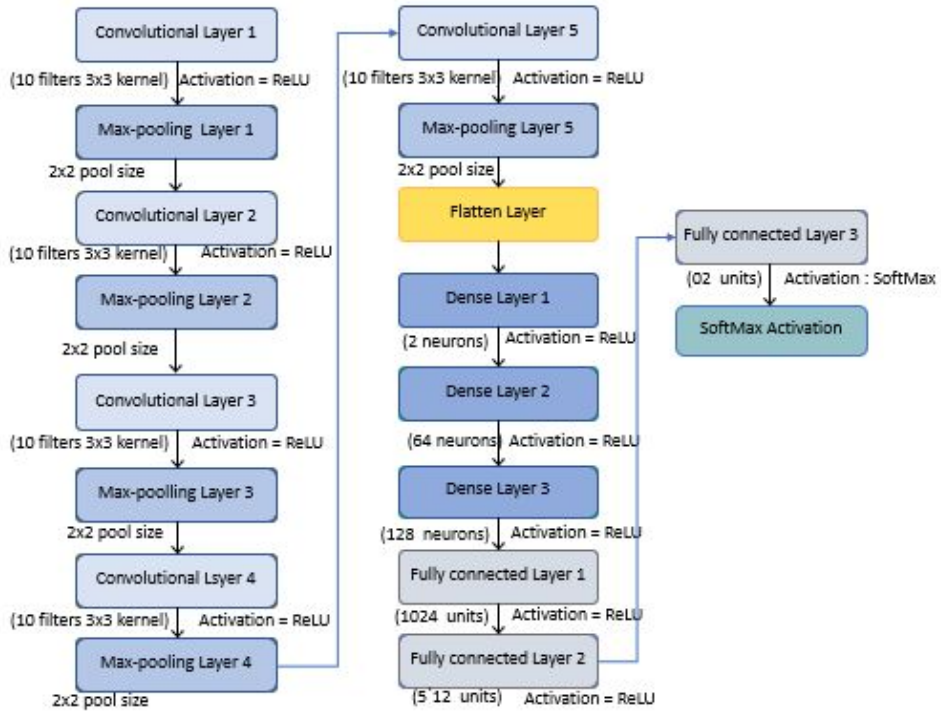 Convolutional Layer 1
(10 filters 3x3 kernel) Activation = ReLU
Max-pooling Layer 1
2x2 pool size
Convolutional Layer 2
(10 filters 3x3 kernel) Activation = ReLU
Max-pooling Layer 2
2x2 pool size
Convolutional Layer 3
(10 filters 3x3 kernel) Activation = ReLU
Max-poolling Layer 3
2x2 pool size
Convolutional Lsyer 4
(10 filters 3x3 kernel) Activation = ReLU
Max-pooling Layer 4
2x2 pool size
Convolutional Layer 5
(10 filters 3x3 kernel) Activation = ReLU
Max-pooling Layer 5
2x2 pool size
Flatten Layer
Dense Layer 1
(2 neurons) Activation = ReLU
Dense Layer 2
(64 neurons) Activation = ReLU
Dense Layer 3
(128 neurons) Activation = ReLU
Fully connected Layer 1
(1024 units) Activation = ReLU
Fully connected Layer 2
(5`12 units) Activation = ReLU
Fully connected Layer 3
(02 units) Activation : SoftMax
SoftMax Activation